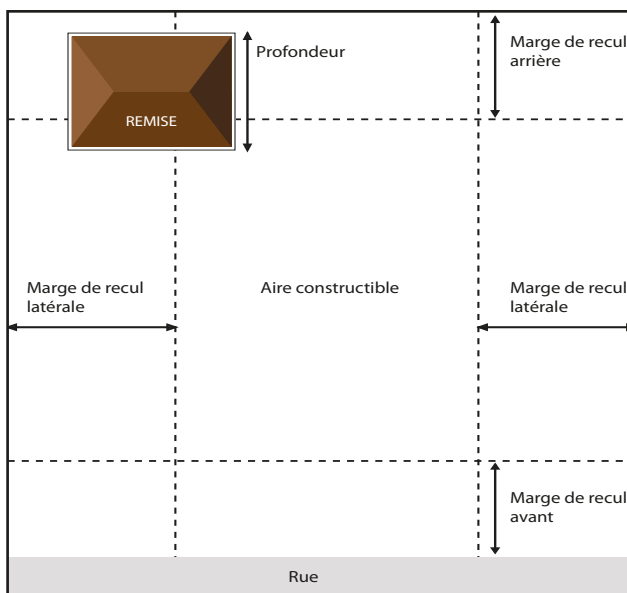 Marge de recul
arrière
Profondeur
REMISE
Marge de recul
latérale
Aire constructible
Marge de recul
latérale
Marge de recul
avant
Rue